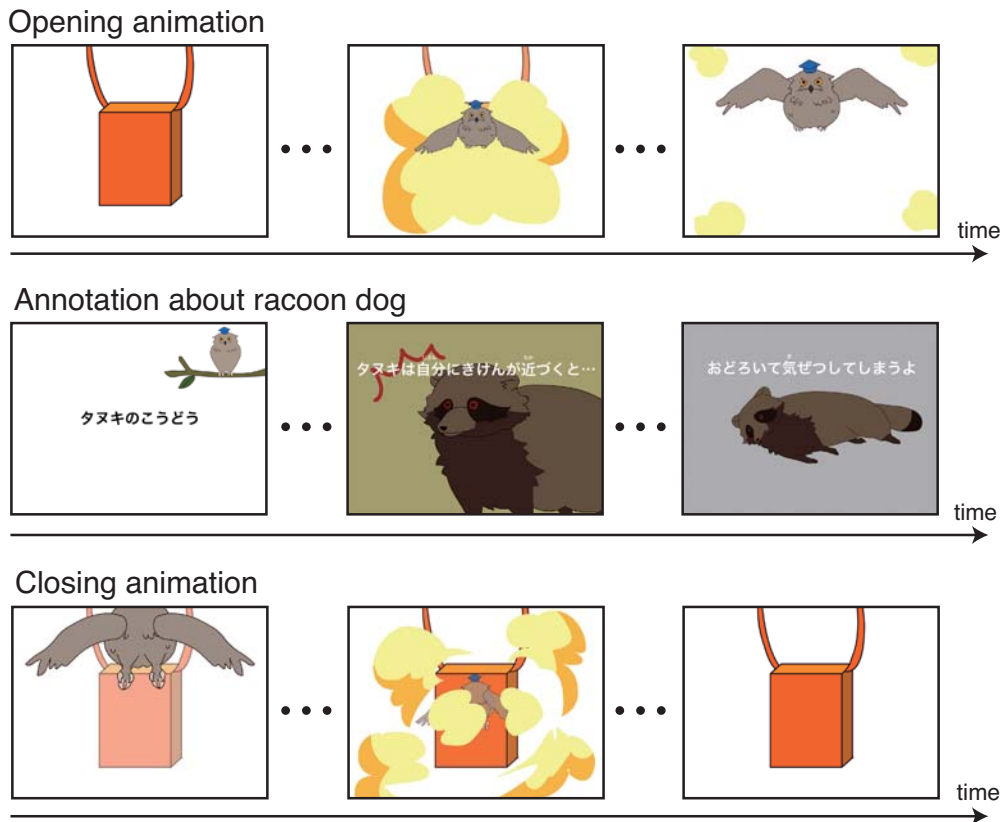 Opening animation
time
Annotation about racoon dog
タヌキのこうどう
タヌキは自分にきけんが近づくと…
おどろいて気ぜつしてしまうよ
time
Closing animation
time